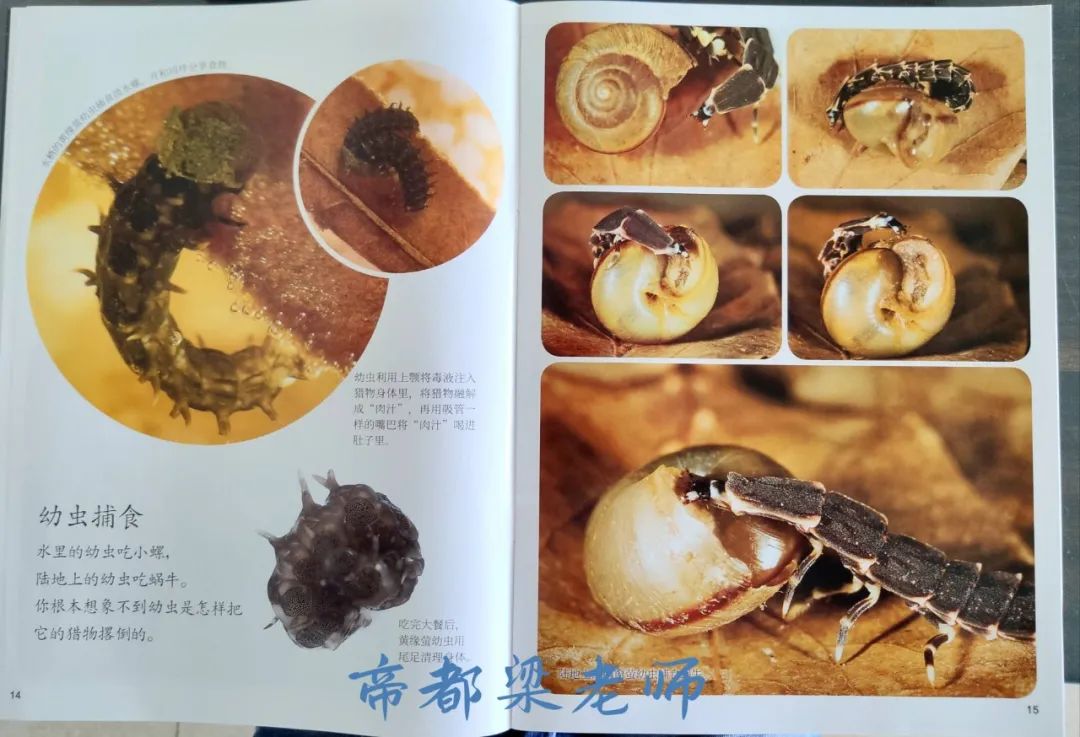 幼虫利用上颚将毒液注入
猎物身体里，将猎物融解
成“肉汁”，再用吸管一
样的嘴巴将“肉汁”喝进
肚子里。
幼虫捕食
水里的幼虫吃小螺，
陆地上的幼虫吃蜗牛。
你根本想象不到幼虫是怎样把
它的猎物撂倒的。
吃完大餐后，
黄缘萤幼虫用
尾足清理身体。
14
15
帝都梁老师